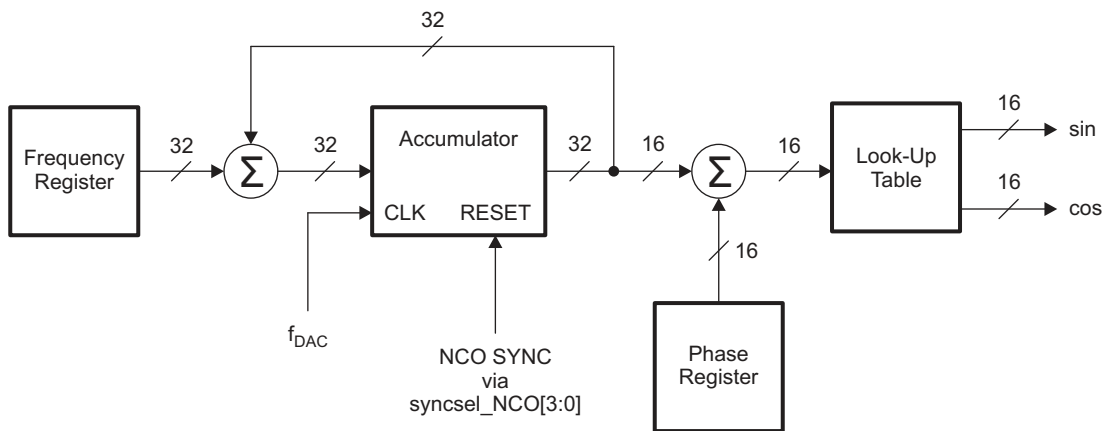 32
Frequency
Register
32
Σ
32
Accumulator
CLK
RESET
32
16
Σ
16
Look-Up
Table
16
sin
16
cos
16
f_DAC
NCO SYNC
via
syncsel_NCO[3:0]
Phase
Register